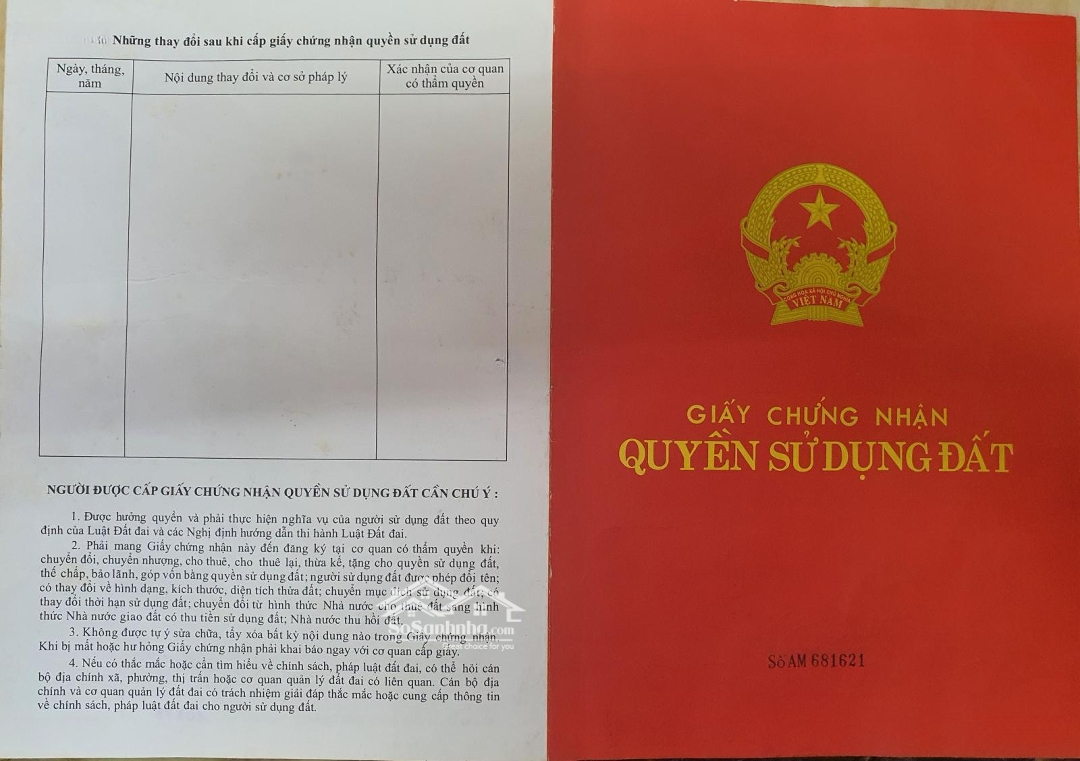 Những thay đổi sau khi cấp giấy chứng nhận quyền sử dụng đất
Ngày, tháng, năm
Nội dung thay đổi và cơ sở pháp lý
Xác nhận của cơ quan có thẩm quyền
NGƯỜI ĐƯỢC CẤP GIẤY CHỨNG NHẬN QUYỀN SỬ DỤNG ĐẤT CẦN CHÚ Ý :
1. Được hưởng quyền và phải thực hiện nghĩa vụ của người sử dụng đất theo quy
định của Luật Đất đai và các Nghị định hướng dẫn thi hành Luật Đất đai.
2. Phải mang Giấy chứng nhận này đến đăng ký tại cơ quan có thẩm quyền khi:
chuyển đổi, chuyển nhượng, cho thuê, cho thuê lại, thừa kế, tặng cho quyền sử dụng đất,
thế chấp, bảo lãnh, góp vốn bằng quyền sử dụng đất; người sử dụng đất được phép đổi tên;
có thay đổi về hình dạng, kích thước, diện tích thửa đất; chuyển mục đích sử dụng đất; có
thay đổi thời hạn sử dụng đất; chuyển đổi từ hình thức Nhà nước cho thuê đất sang hình
thức Nhà nước giao đất có thu tiền sử dụng đất; Nhà nước thu hồi đất.
3. Không được tự ý sửa chữa, tẩy xóa bất kỳ nội dung nào trong Giấy chứng nhận.
Khi bị mất hoặc hư hỏng Giấy chứng nhận phải khai báo ngay với cơ quan cấp giấy.
4. Nếu có thắc mắc hoặc cần tìm hiểu về chính sách, pháp luật đất đai, có thể hỏi cán
bộ địa chính xã, phường, thị trấn hoặc cơ quan quản lý đất đai có liên quan. Cán bộ địa
chính và cơ quan quản lý đất đai có trách nhiệm giải đáp thắc mắc hoặc cung cấp thông tin
về chính sách, pháp luật đất đai cho người sử dụng đất.
SoSanhnha.com
Great choice for you
CỘNG HÒA XÃ HỘI CHỦ NGHĨA
VIỆT NAM
GIẤY CHỨNG NHẬN
QUYỀN SỬ DỤNG ĐẤT
Số AM 681621